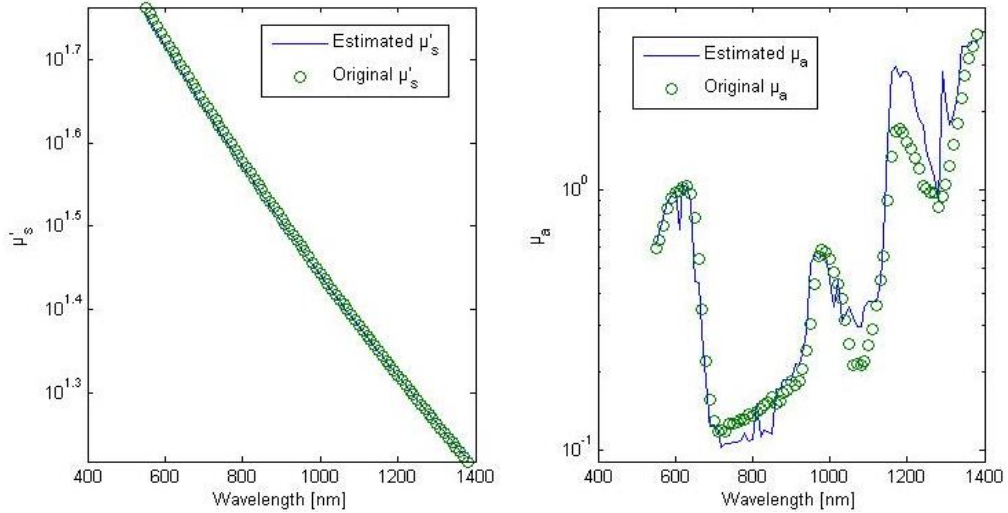 Estimated μ's
Original μ's
10^1.7
10^1.6
10^1.5
10^1.4
10^1.3
μ's
400 600 800 1000 1200 1400
Wavelength [nm]
Estimated μa
Original μa
10^0
10^-1
μa
400 600 800 1000 1200 1400
Wavelength [nm]